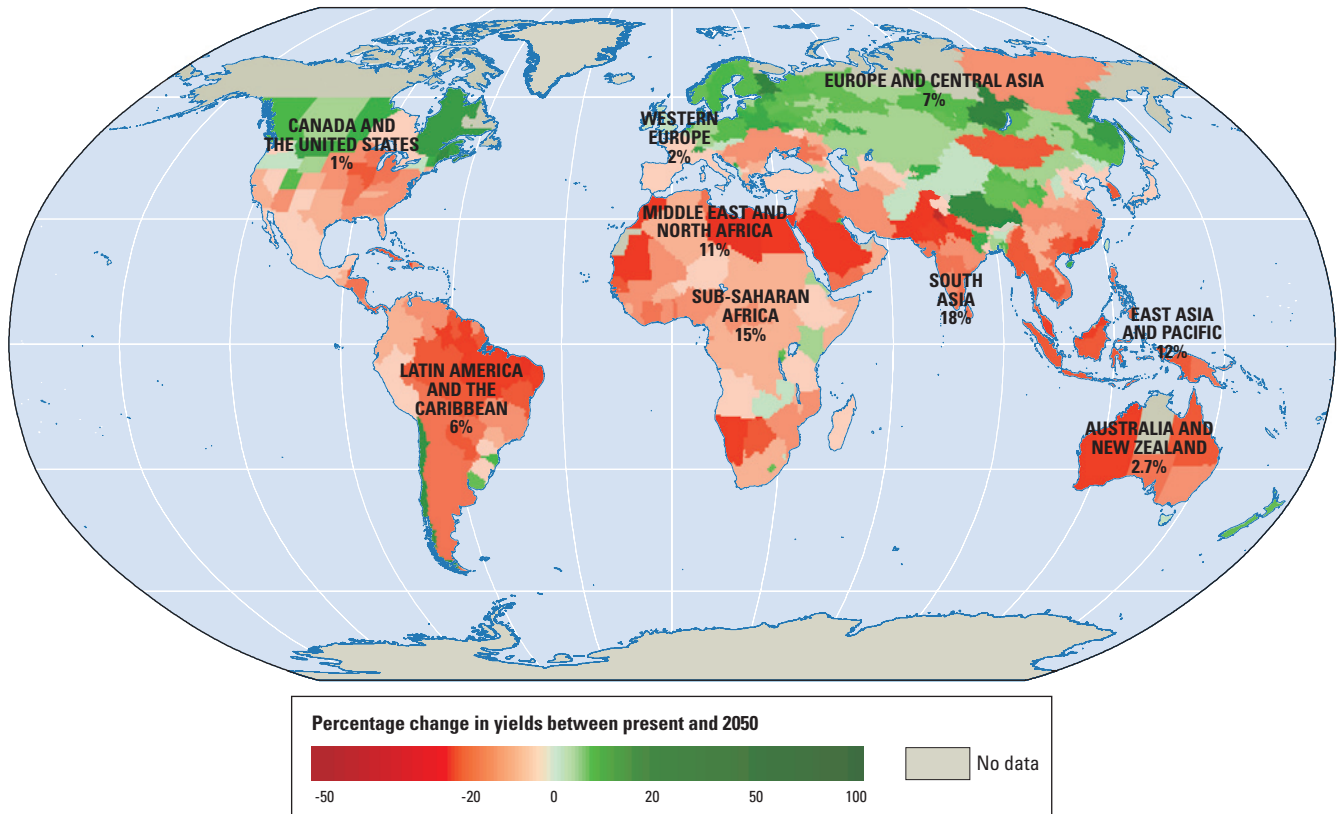 EUROPE AND CENTRAL ASIA
7%
WESTERN
EUROPE
2%
CANADA AND
THE UNITED STATES
1%
MIDDLE EAST AND
NORTH AFRICA
11%
SOUTH
ASIA
18%
SUB-SAHARAN
AFRICA
15%
EAST ASIA
AND PACIFIC
12%
LATIN AMERICA
AND THE
CARIBBEAN
6%
AUSTRALIA AND
NEW ZEALAND
2.7%
Percentage change in yields between present and 2050
No data
-50 -20 0 20 50 100